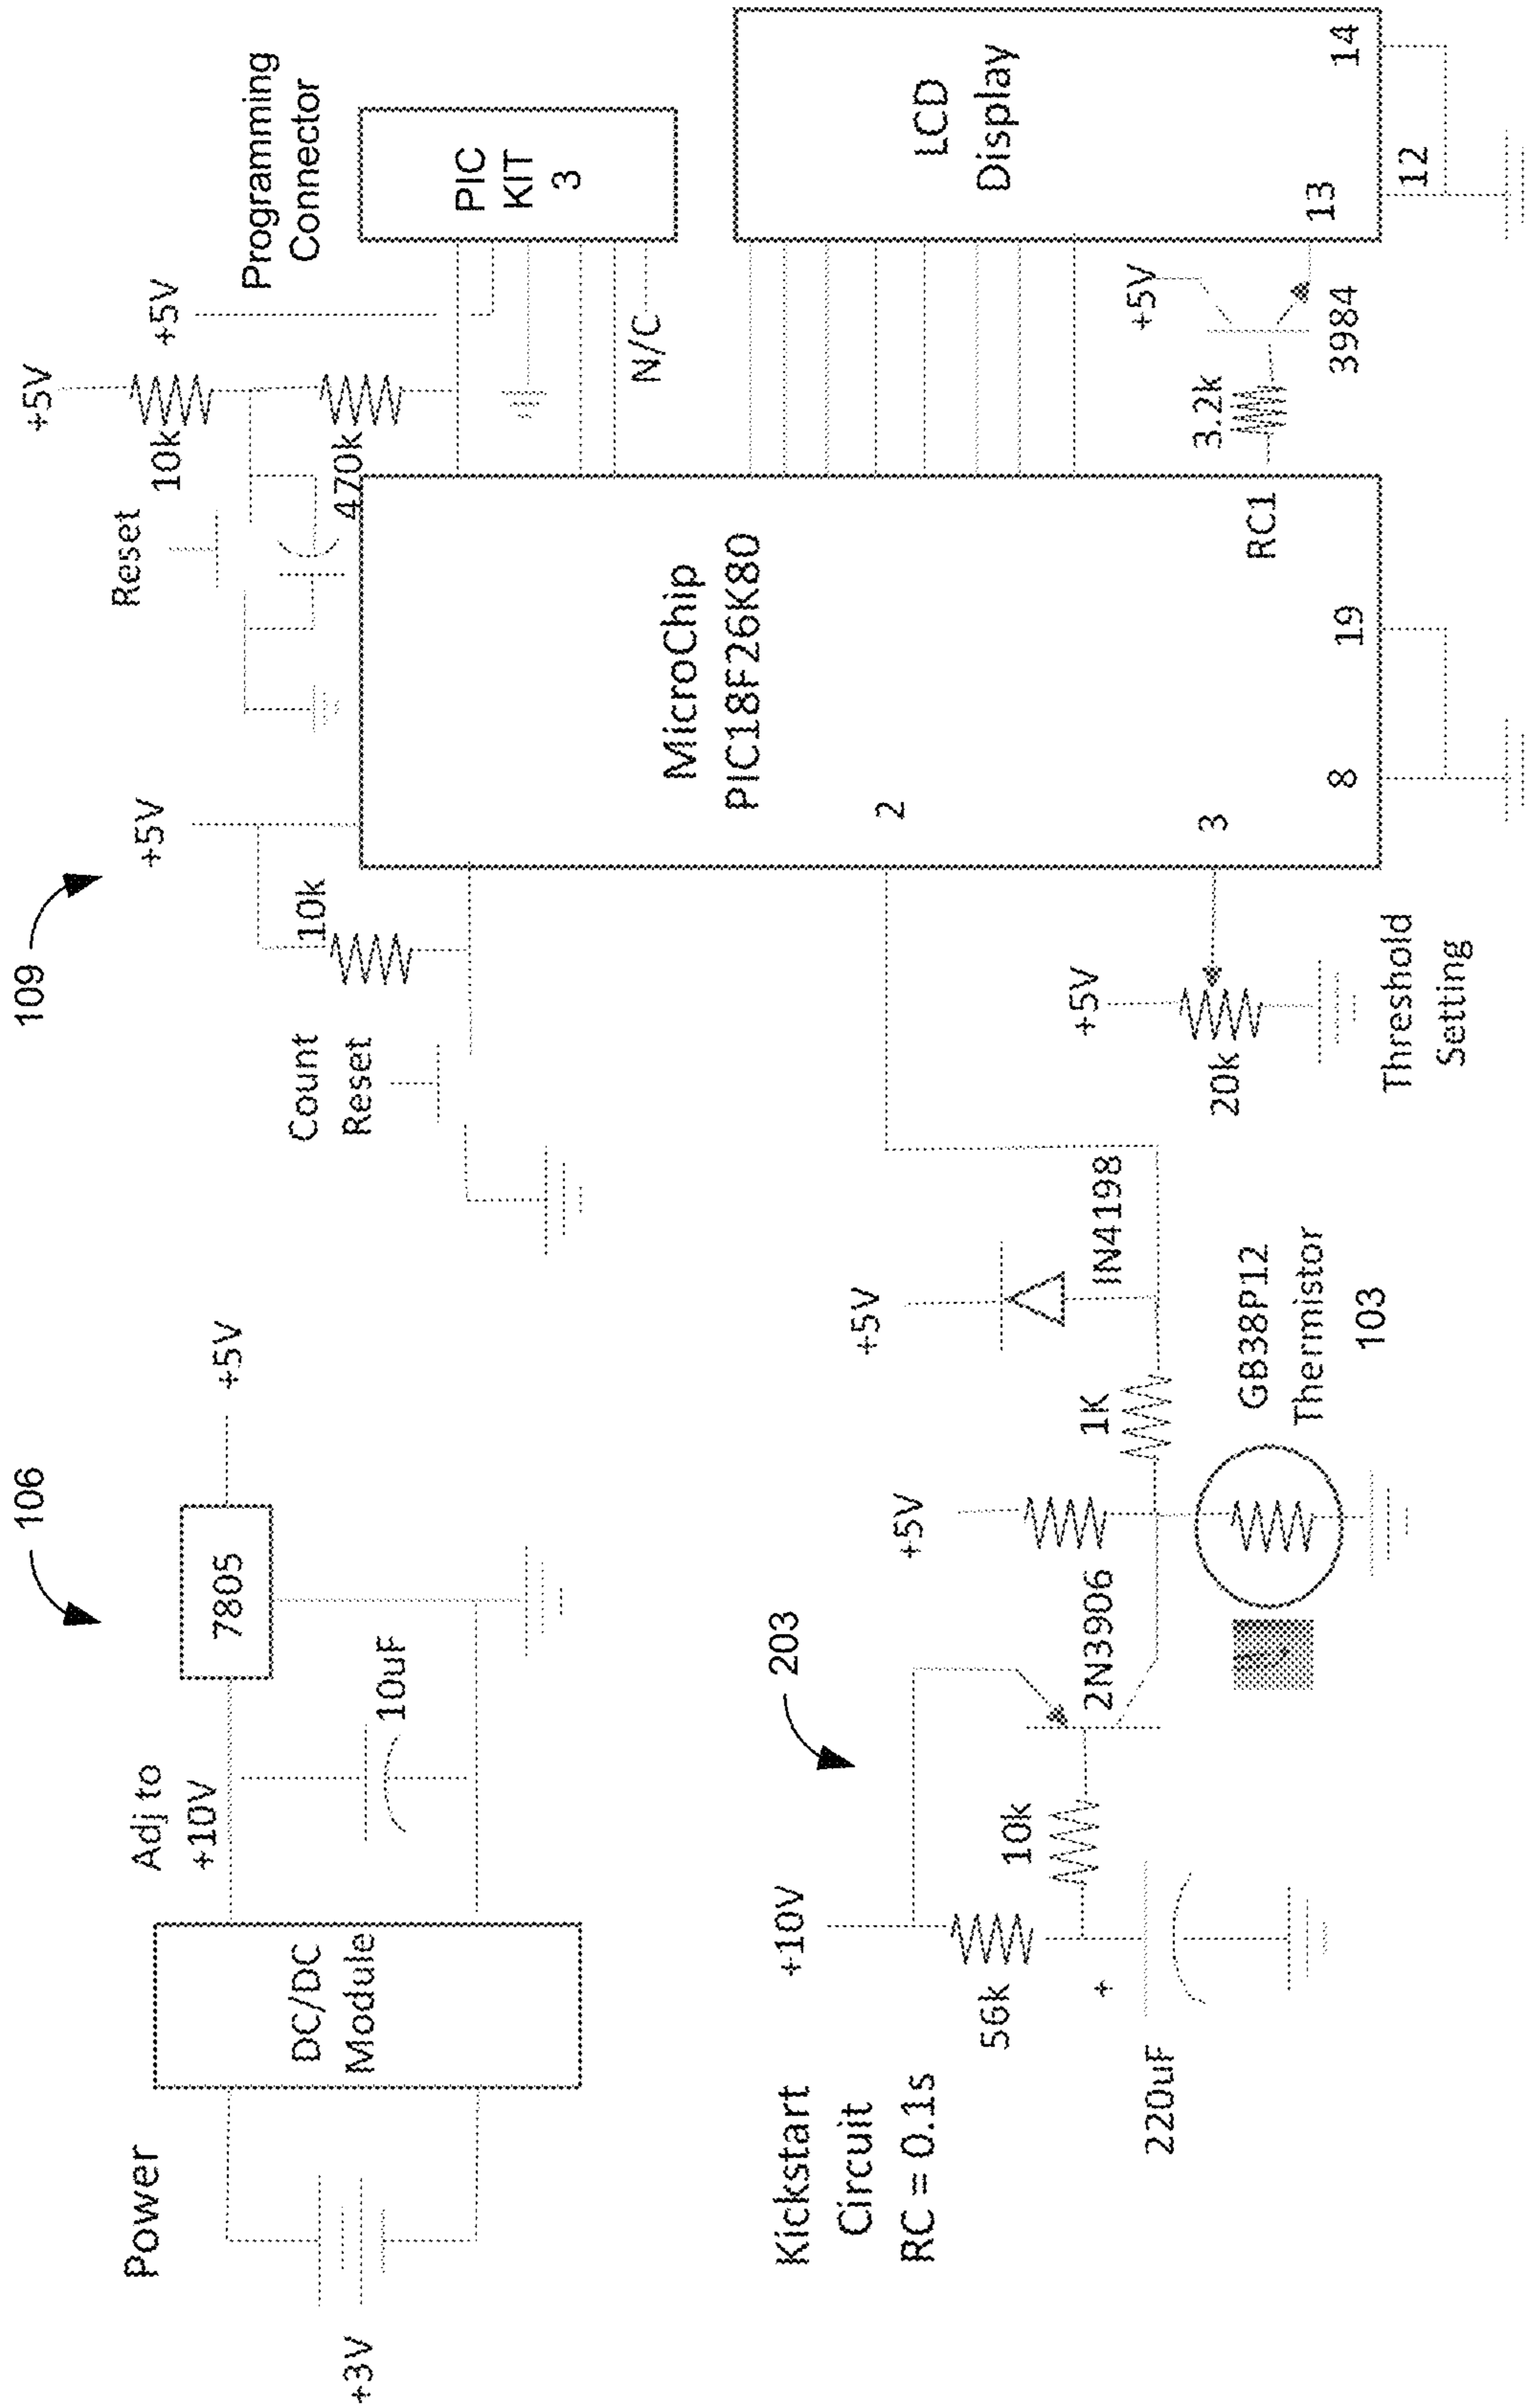 106
Power
+3V
DC/DC
Module
Adj to
+10V
10uF
7805
+5V
109
Count
Reset
10k
+5V
Reset
10k
+5V
470k
+5V
Programming
Connector
PIC
KIT
3
N/C
MicroChip
PIC18F26K80
2
3
8
19
RC1
LCD
Display
13
12
14
+5V
3.2k
3984
203
Kickstart
Circuit
RC = 0.1s
+10V
56k
+
220uF
10k
2N3906
+5V
1K
+5V
IN4198
GB38P12
Thermistor
103
+5V
20k
Threshold
Setting